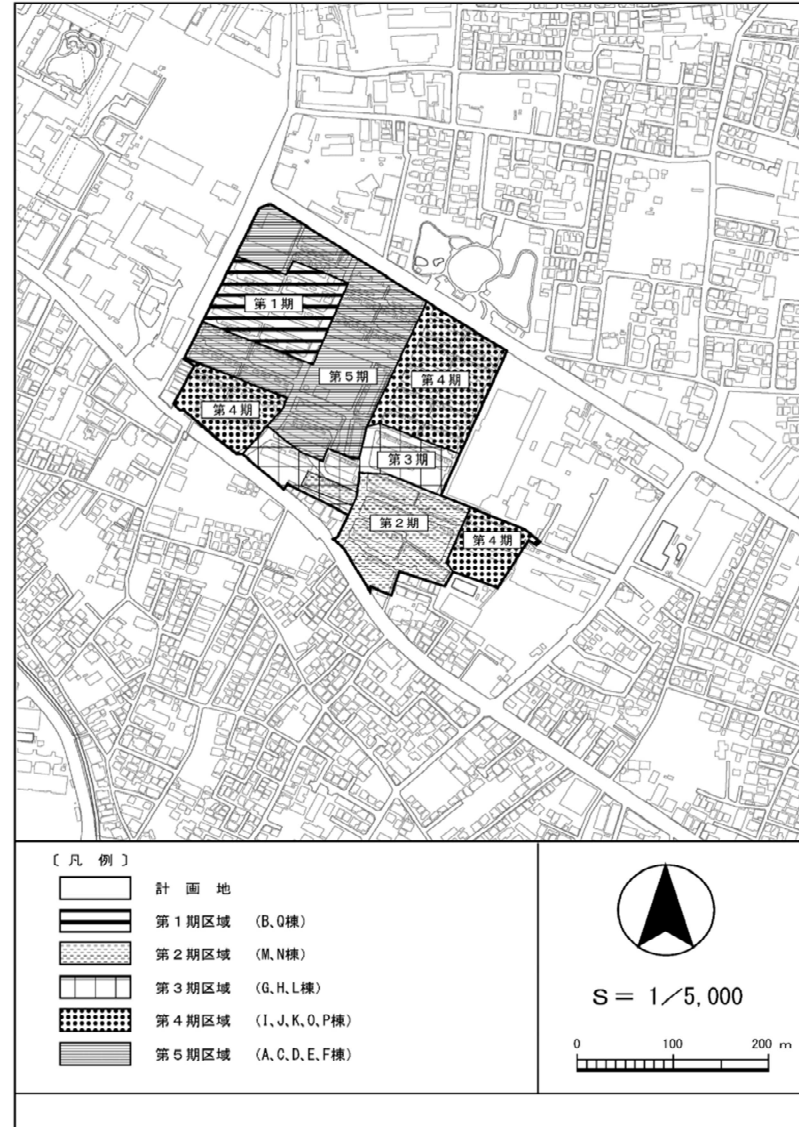 第1期
第5期
第4期
第4期
第3期
第2期
第4期
〔 凡 例 〕
計 画 地
第1期区域 (B､Q棟)
第2期区域 (M､N棟)
第3期区域 (G､H､L棟)
第4期区域 (I､J､K､O､P棟)
第5期区域 (A､C､D､E､F棟)
S = 1／5,000
0 100 200 m